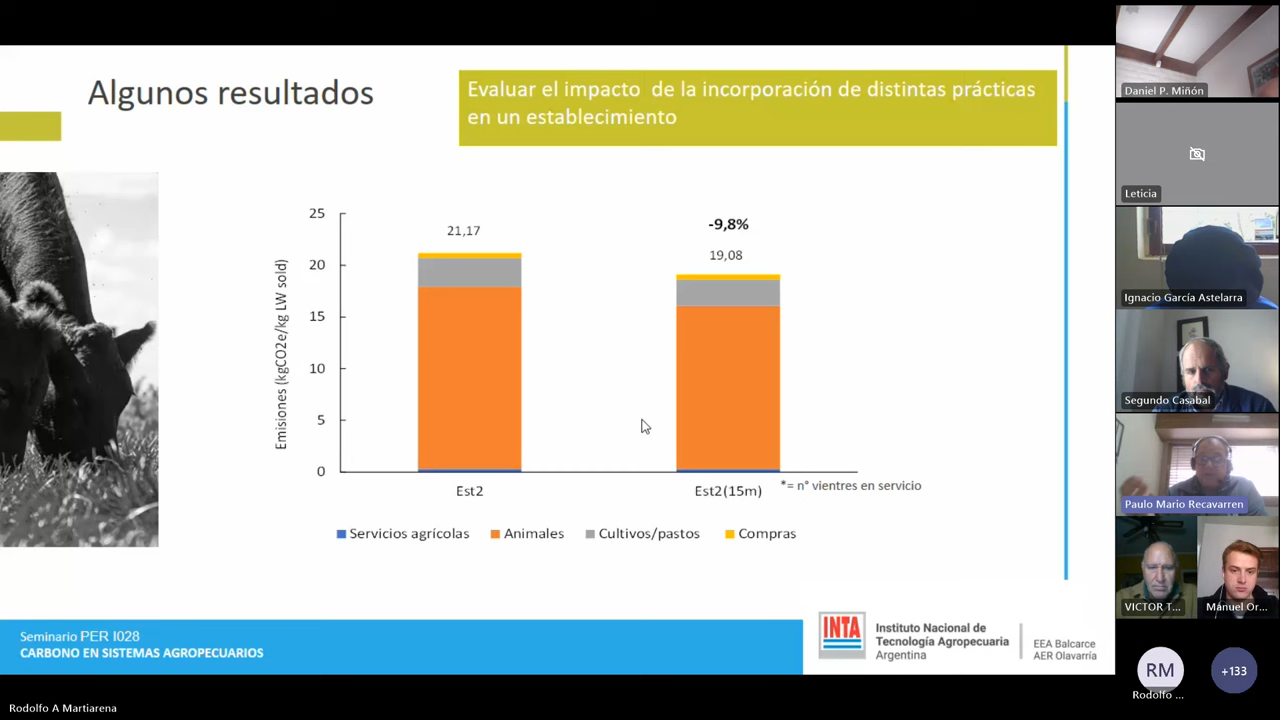 Algunos resultados
Evaluar el impacto de la incorporación de distintas prácticas
en un establecimiento
Emisiones (kgCO2e/kg LW sold)
25
20
15
10
5
0
21,17
-9,8%
19,08
Est2
Est2(15m)
*= n° vientres en servicio
Servicios agrícolas
Animales
Cultivos/pastos
Compras
Seminario PER I028
CARBONO EN SISTEMAS AGROPECUARIOS
INTA
Instituto Nacional de
Tecnología Agropecuaria
Argentina
EEA Balcarce
AER Olavarría
Rodolfo A Martiarena
Daniel P. Miñón
Leticia
Ignacio García Astelarra
Segundo Casabal
Paulo Mario Recavarren
VICTOR T...
Manuel Or...
RM
Rodolfo ...
+133